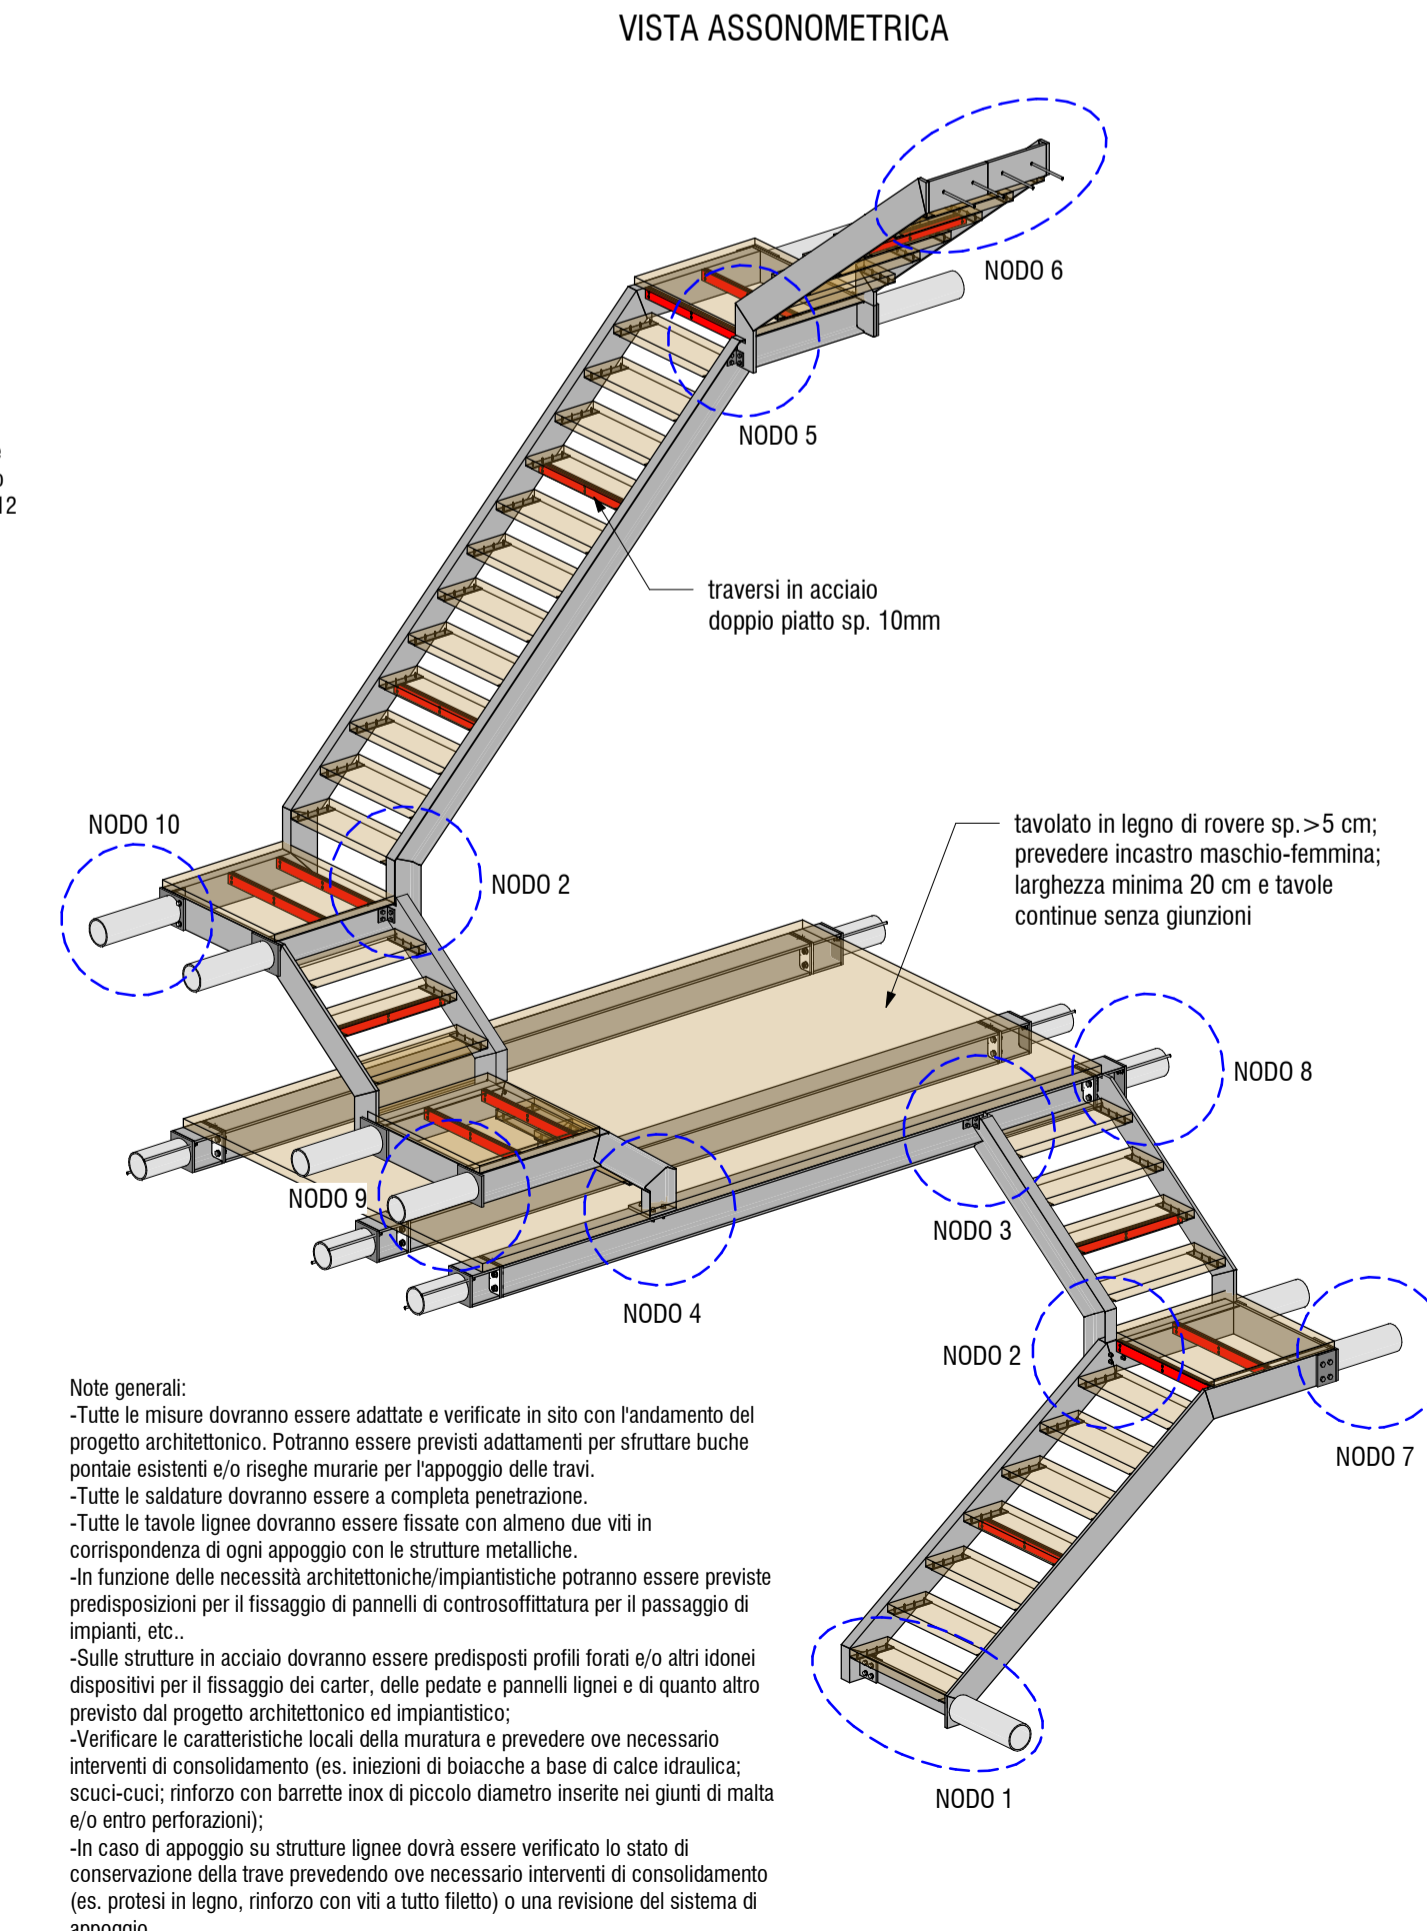 VISTA ASSONOMETRICA
NODO 6
NODO 5
12
traversi in acciaio
doppio piatto sp. 10mm
NODO 10
NODO 2
tavolato in legno di rovere sp.>5 cm;
prevedere incastro maschio-femmina;
larghezza minima 20 cm e tavole
continue senza giunzioni
NODO 8
NODO 9
NODO 3
NODO 4
NODO 2
NODO 7
NODO 1
Note generali:
-Tutte le misure dovranno essere adattate e verificate in sito con l'andamento del
progetto architettonico. Potranno essere previsti adattamenti per sfruttare buche
pontaie esistenti e/o riseghe murarie per l'appoggio delle travi.
-Tutte le saldature dovranno essere a completa penetrazione.
-Tutte le tavole lignee dovranno essere fissate con almeno due viti in
corrispondenza di ogni appoggio con le strutture metalliche.
-In funzione delle necessità architettoniche/impiantistiche potranno essere previste
predisposizioni per il fissaggio di pannelli di controsoffittatura per il passaggio di
impianti, etc..
-Sulle strutture in acciaio dovranno essere predisposti profili forati e/o altri idonei
dispositivi per il fissaggio dei carter, delle pedate e pannelli lignei e di quanto altro
previsto dal progetto architettonico ed impiantistico;
-Verificare le caratteristiche locali della muratura e prevedere ove necessario
interventi di consolidamento (es. iniezioni di boiacche a base di calce idraulica;
scuci-cuci; rinforzo con barrette inox di piccolo diametro inserite nei giunti di malta
e/o entro perforazioni);
-In caso di appoggio su strutture lignee dovrà essere verificato lo stato di
conservazione della trave prevedendo ove necessario interventi di consolidamento
(es. protesi in legno, rinforzo con viti a tutto filetto) o una revisione del sistema di
appoggio